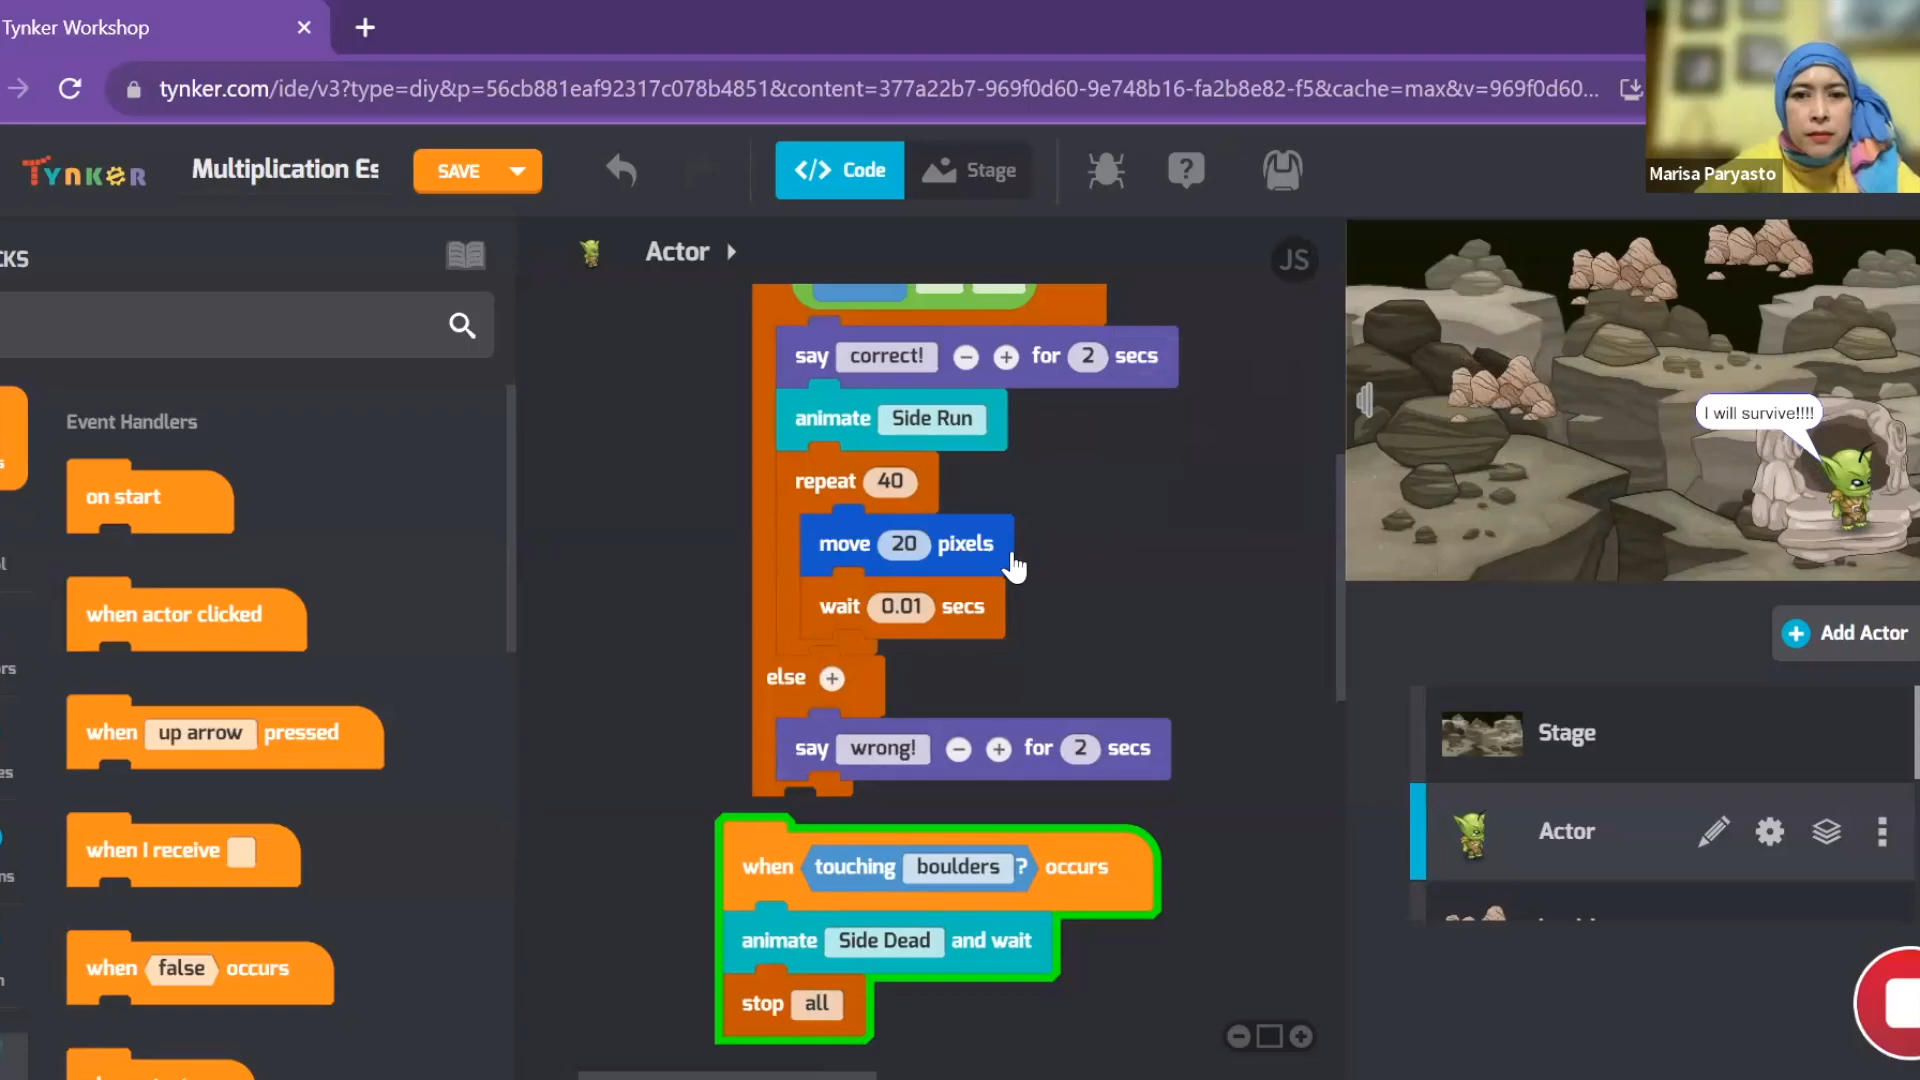 Tynker Workshop
tynker.com/ide/v3?type=diy&p=56cb881eaf92317c078b4851&content=377a22b7-969f0d60-9e748b16-fa2b8e82-f5&cache=max&v=969f0d60...
Marisa Paryasto
TYNKER
Multiplication Es
SAVE
</> Code
Stage
?
CKS
Actor
JS
Event Handlers
on start
when actor clicked
when up arrow pressed
when I receive
when false occurs
say correct! - + for 2 secs
animate Side Run
repeat 40
move 20 pixels
wait 0.01 secs
else +
say wrong! - + for 2 secs
when touching boulders ? occurs
animate Side Dead and wait
stop all
I will survive!!!!
+ Add Actor
Stage
Actor